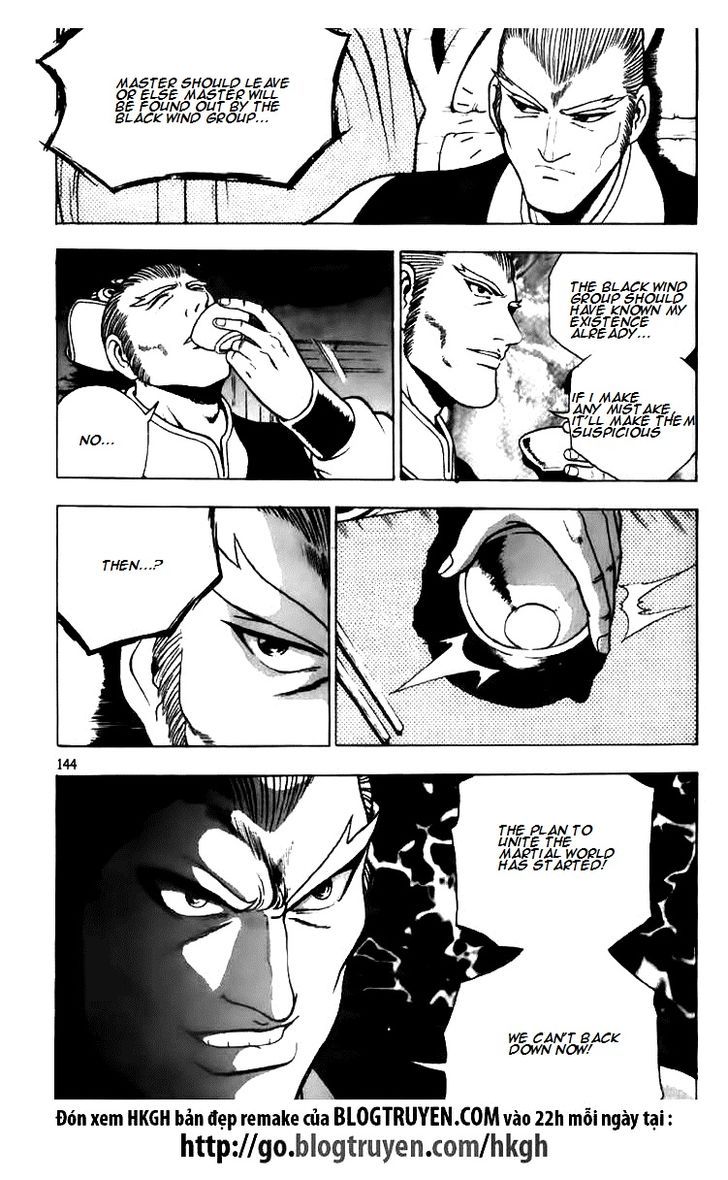 MASTER SHOULD LEAVE
OR ELSE MASTER WILL
BE FOUND OUT BY THE
BLACK WIND GROUP...
NO...
THE BLACK WIND
GROUP SHOULD
HAVE KNOWN MY
EXISTENCE
ALREADY...
IF I MAKE
ANY MISTAKE
IT'LL MAKE THEM
SUSPICIOUS
THEN...?
144
THE PLAN TO
UNITE THE
MARTIAL WORLD
HAS STARTED!
WE CAN'T BACK
DOWN NOW!
Đón xem HKGH bản đẹp remake của BLOGTRUYEN.COM vào 22h mỗi ngày tại :
http://go.blogtruyen.com/hkgh